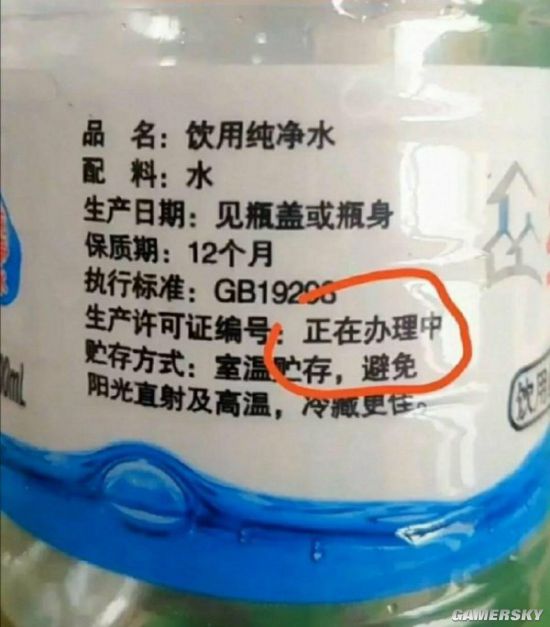 品 名：饮用纯净水
配 料：水
生产日期：见瓶盖或瓶身
保质期：12个月
执行标准：GB19298
生产许可证编号：正在办理中
贮存方式：室温贮存，避免
阳光直射及高温，冷藏更佳。
mL
饮用
GAMERSKY